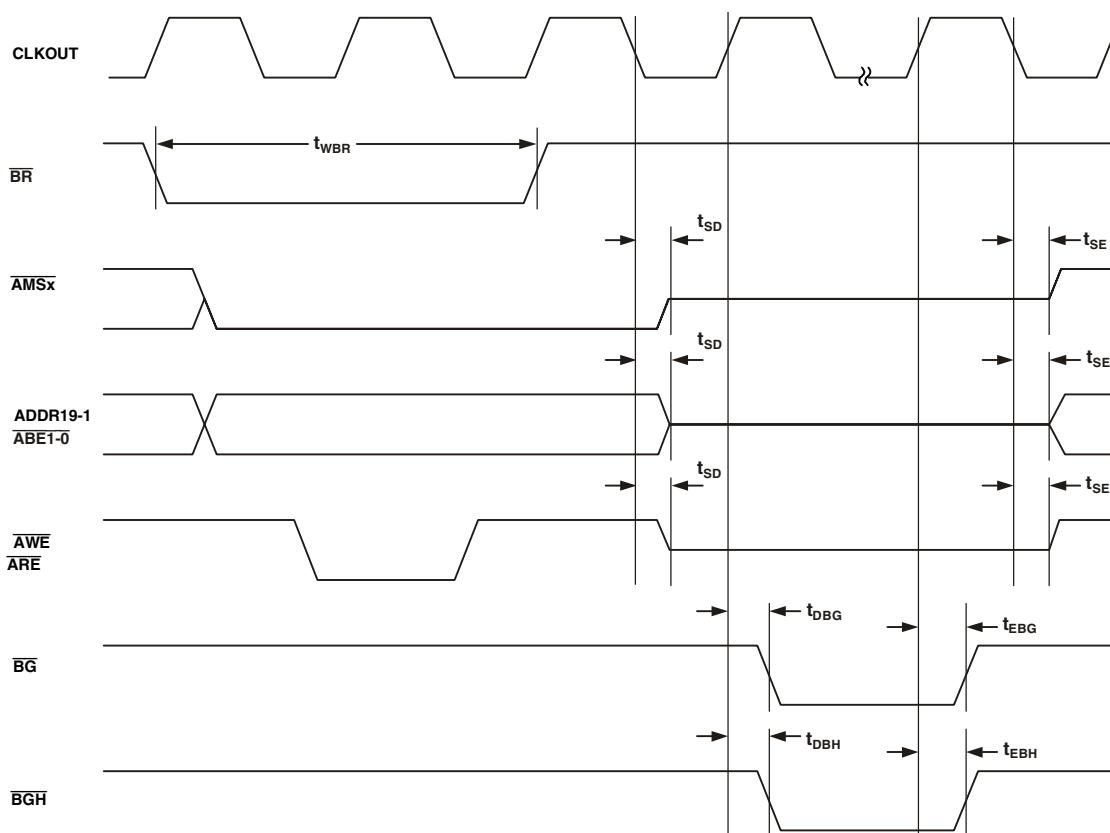 CLKOUT
tWBR
BR
tSD
tSE
AMSx
tSD
tSE
ADDR19-1
ABE1-0
tSD
tSE
AWE
ARE
tDBG
tEBG
BG
tDBH
tEBH
BGH